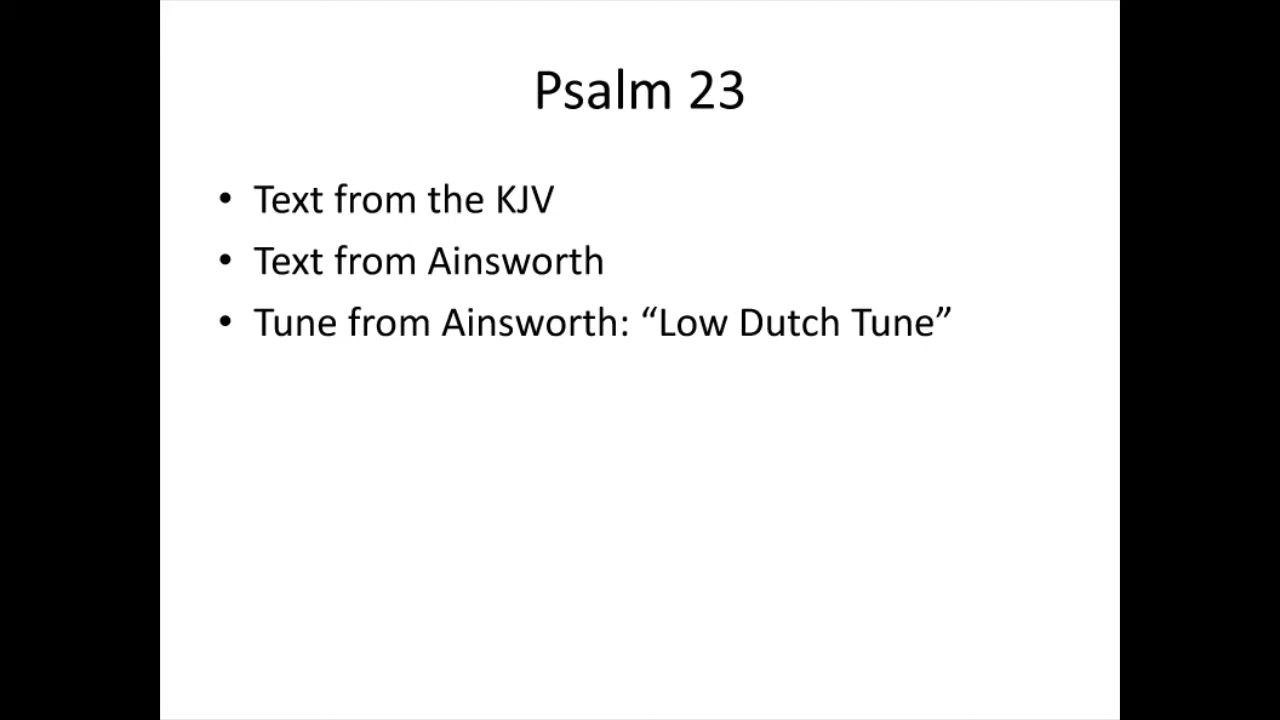 Psalm 23
• Text from the KJV
• Text from Ainsworth
• Tune from Ainsworth: “Low Dutch Tune”